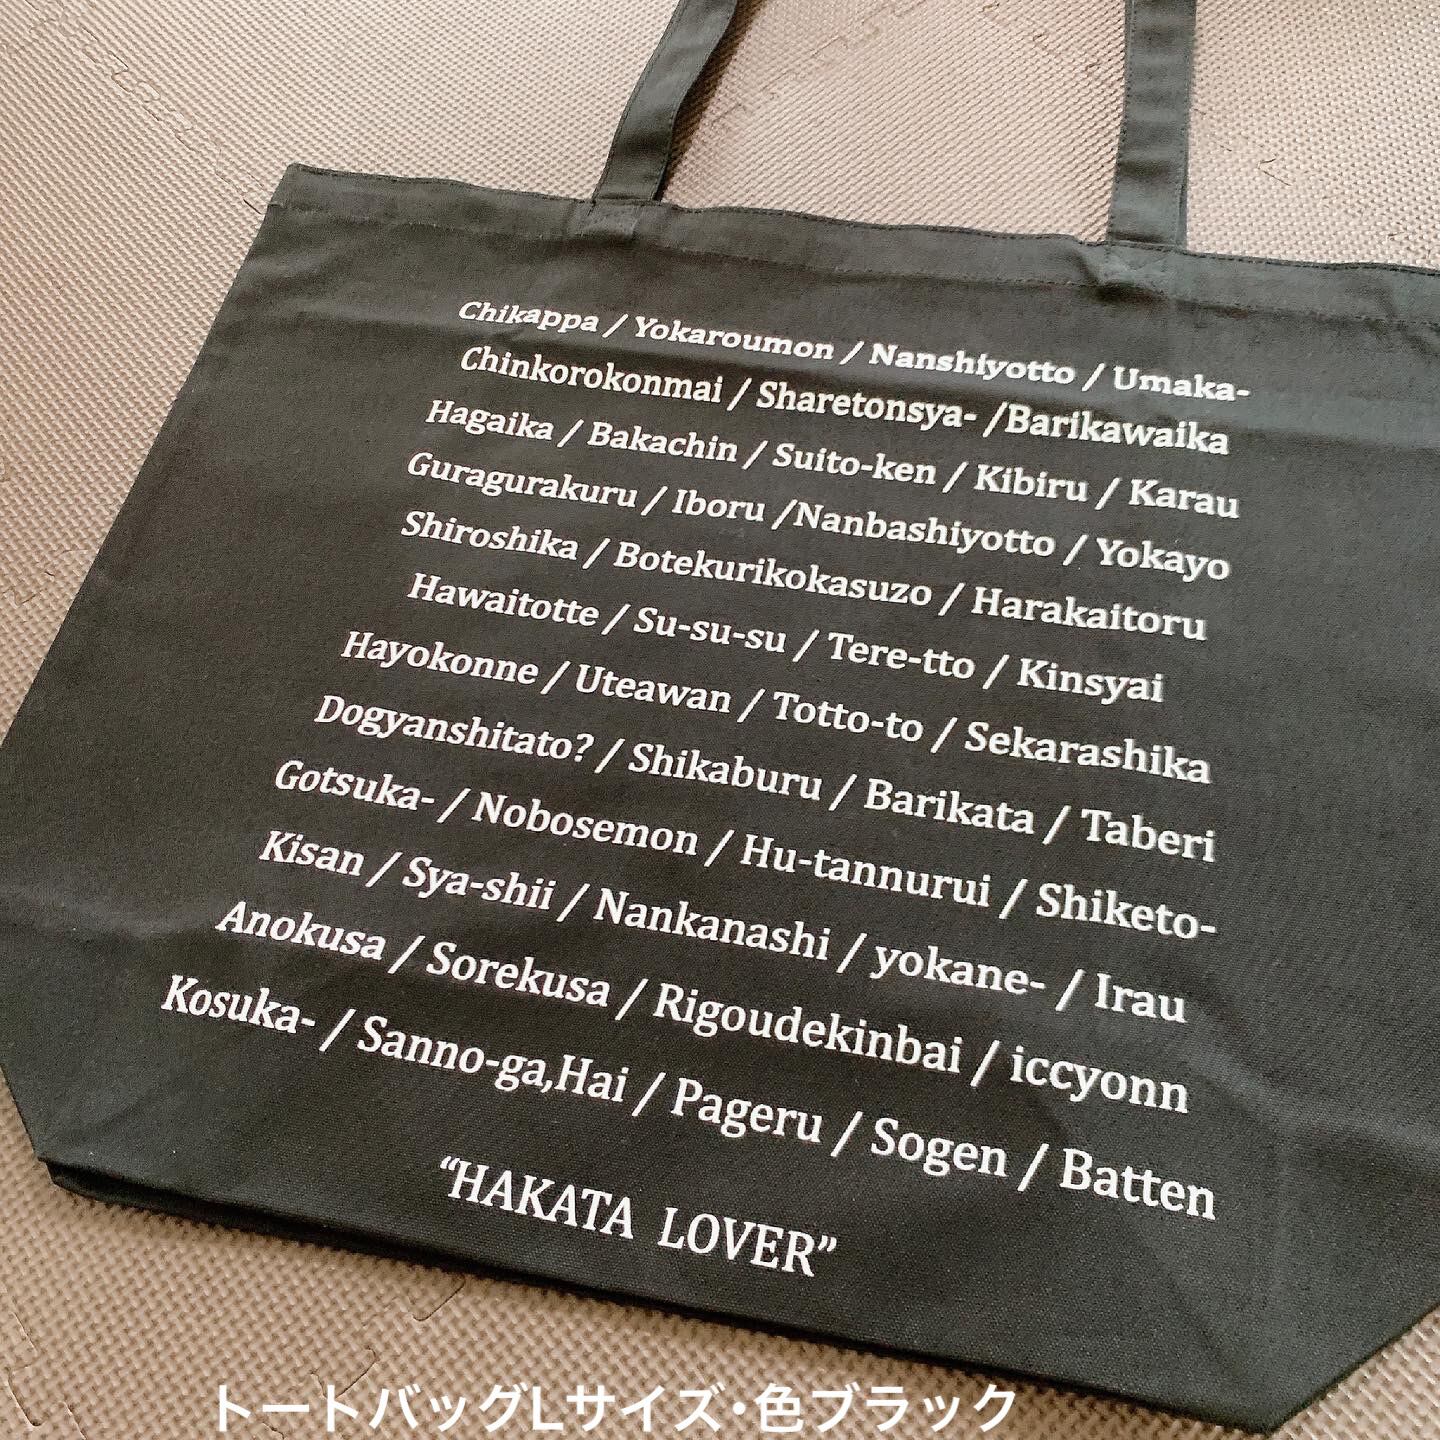 Chikappa / Yokaroumon / Nanshiyotto / Umaka-
Chinkorokonmai / Sharetonsya- /Barikawaika
Hagaika / Bakachin / Suito-ken / Kibiru / Karau
Guragurakuru / Iboru /Nanbashiyotto / Yokayo
Shiroshika / Botekurikokasuzo / Harakaitoru
Hawaitotte / Su-su-su / Tere-tto / Kinsyai
Hayokonne / Uteawan / Totto-to / Sekarashika
Dogyanshitato? / Shikaburu / Barikata / Taberi
Gotsuka- / Nobosemon / Hu-tannurui / Shiketo-
Kisan / Sya-shii / Nankanashi / yokane- / Irau
Anokusa / Sorekusa / Rigoudekinbai / iccyonn
Kosuka- / Sanno-ga,Hai / Pageru / Sogen / Batten
“HAKATA LOVER”
トートバッグLサイズ・色ブラック